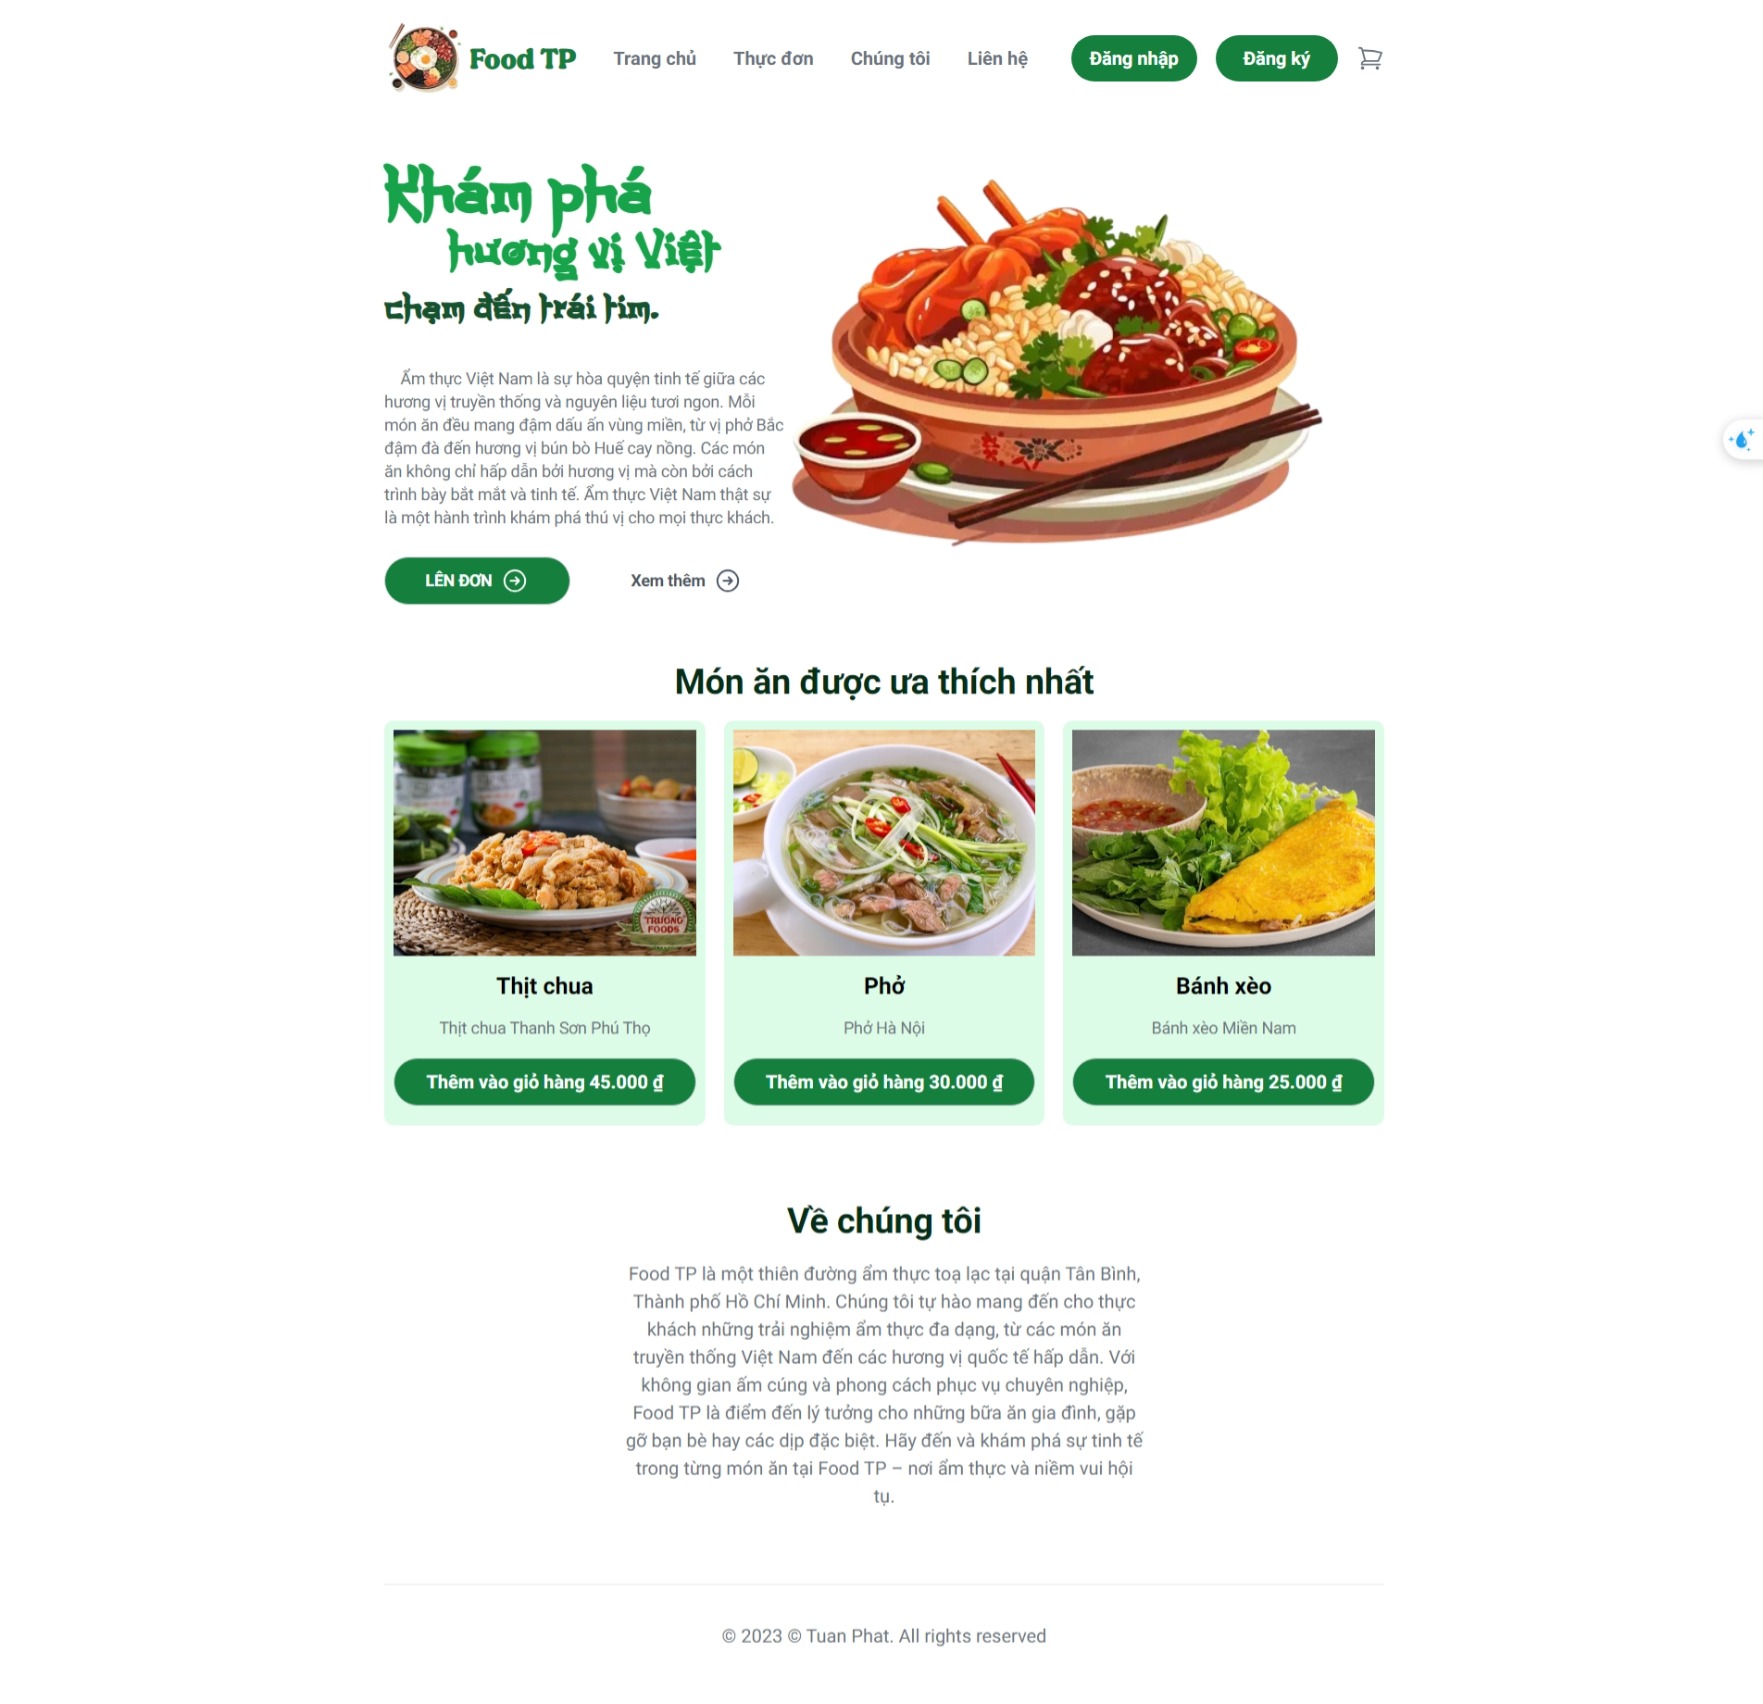 Food TP
Trang chủ
Thực đơn
Chúng tôi
Liên hệ
Đăng nhập
Đăng ký
Khám phá
hương vị Việt
chạm đến trái tim.
Ẩm thực Việt Nam là sự hòa quyện tinh tế giữa các
hương vị truyền thống và nguyên liệu tươi ngon. Mỗi
món ăn đều mang đậm dấu ấn vùng miền, từ vị phở Bắc
đậm đà đến hương vị bún bò Huế cay nồng. Các món
ăn không chỉ hấp dẫn bởi hương vị mà còn bởi cách
trình bày bắt mắt và tinh tế. Ẩm thực Việt Nam thật sự
là một hành trình khám phá thú vị cho mọi thực khách.
LÊN ĐƠN
Xem thêm
Món ăn được ưa thích nhất
TRƯỜNG
FOODS
Thịt chua
Thịt chua Thanh Sơn Phú Thọ
Thêm vào giỏ hàng 45.000 ₫
Phở
Phở Hà Nội
Thêm vào giỏ hàng 30.000 ₫
Bánh xèo
Bánh xèo Miền Nam
Thêm vào giỏ hàng 25.000 ₫
Về chúng tôi
Food TP là một thiên đường ẩm thực toạ lạc tại quận Tân Bình,
Thành phố Hồ Chí Minh. Chúng tôi tự hào mang đến cho thực
khách những trải nghiệm ẩm thực đa dạng, từ các món ăn
truyền thống Việt Nam đến các hương vị quốc tế hấp dẫn. Với
không gian ấm cúng và phong cách phục vụ chuyên nghiệp,
Food TP là điểm đến lý tưởng cho những bữa ăn gia đình, gặp
gỡ bạn bè hay các dịp đặc biệt. Hãy đến và khám phá sự tinh tế
trong từng món ăn tại Food TP – nơi ẩm thực và niềm vui hội
tụ.
© 2023 © Tuan Phat. All rights reserved